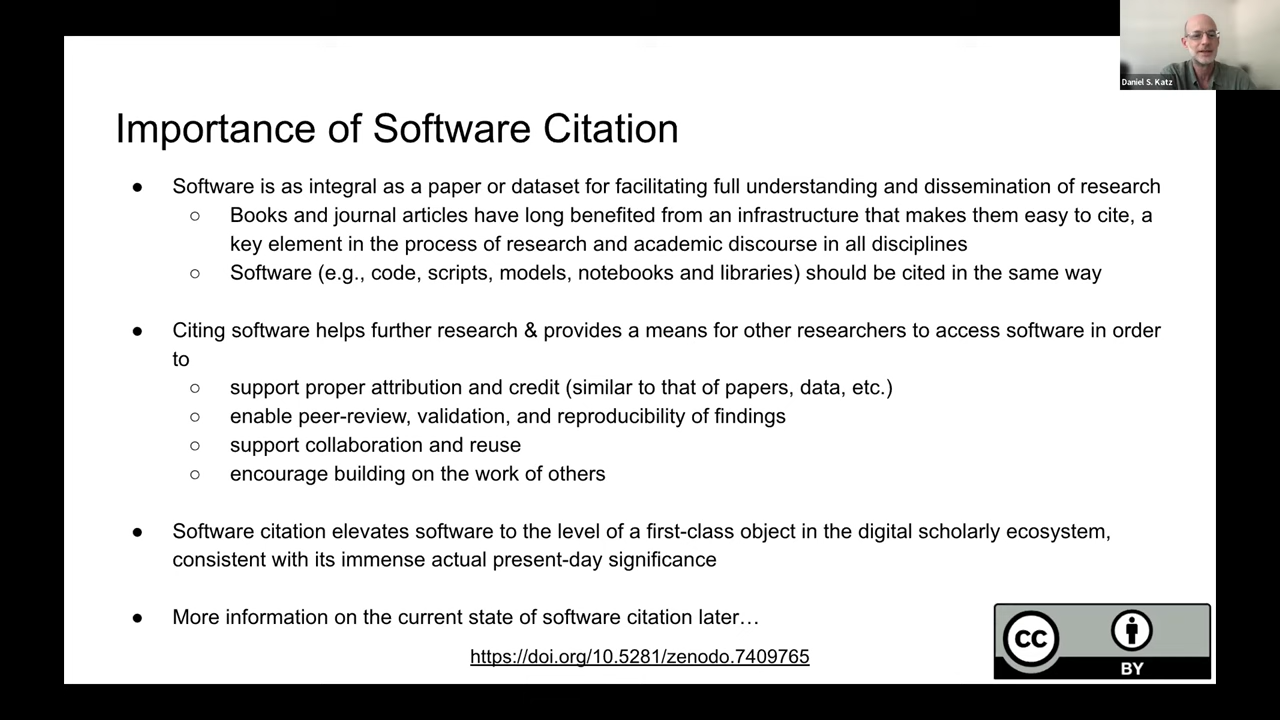 Daniel S. Katz
Importance of Software Citation
● Software is as integral as a paper or dataset for facilitating full understanding and dissemination of research
○ Books and journal articles have long benefited from an infrastructure that makes them easy to cite, a
key element in the process of research and academic discourse in all disciplines
○ Software (e.g., code, scripts, models, notebooks and libraries) should be cited in the same way
● Citing software helps further research & provides a means for other researchers to access software in order
to
○ support proper attribution and credit (similar to that of papers, data, etc.)
○ enable peer-review, validation, and reproducibility of findings
○ support collaboration and reuse
○ encourage building on the work of others
● Software citation elevates software to the level of a first-class object in the digital scholarly ecosystem,
consistent with its immense actual present-day significance
● More information on the current state of software citation later…
https://doi.org/10.5281/zenodo.7409765
CC
BY